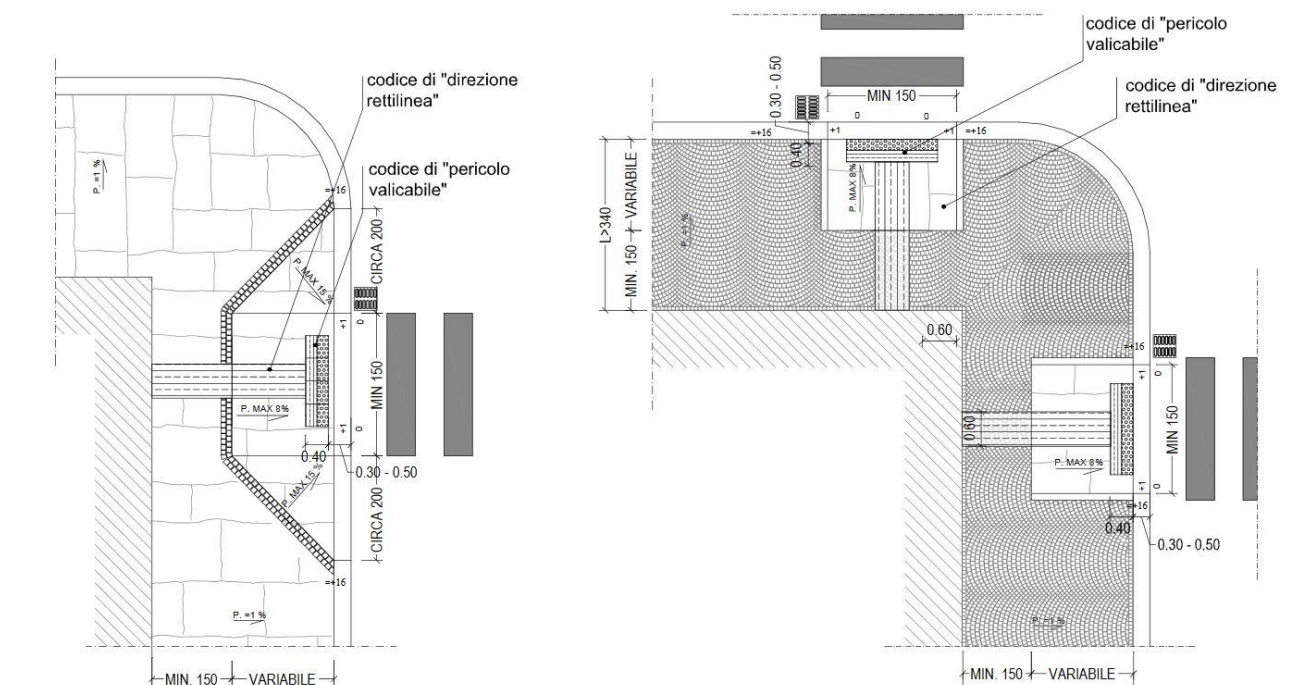 codice di "direzione
rettilinea"
codice di "pericolo
valicabile"
P. =1 %
=+16
P. MAX 15 %
CIRCA 200
+1
0
MIN 150
P. MAX 8%
+1
0
0.40
0.30 - 0.50
P. MAX 15 %
CIRCA 200
=+16
P. =1 %
MIN. 150
VARIABILE
codice di "pericolo
valicabile"
codice di "direzione
rettilinea"
0.30 - 0.50
MIN 150
0
0
=+16
+1
+1
=+16
0.40
L>340
VARIABILE
MIN. 150
P. MAX 8%
P. =1 %
0.60
=+16
+1
0
0.60
MIN 150
P. MAX 8%
+1
0
=+16
0.40
0.30 - 0.50
P. =1 %
MIN. 150
VARIABILE